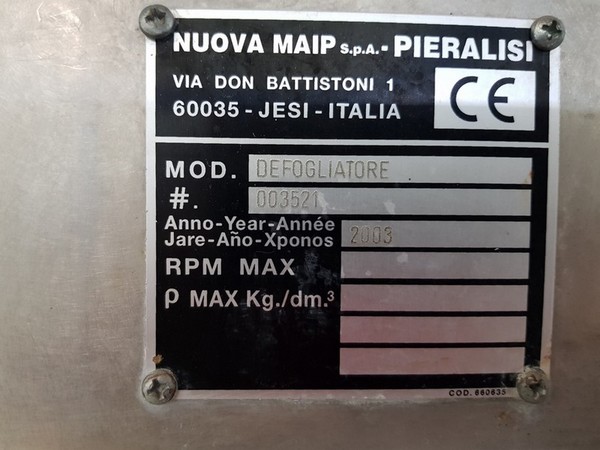 NUOVA MAIP S.p.A. - PIERALISI
VIA DON BATTISTONI 1
60035 - JESI - ITALIA
CE
MOD. DEFOGLIATORE
#. 003521
Anno-Year-Année
Jare-Año-Xponos 2003
RPM MAX
ρ MAX Kg./dm.³
COD. 660635